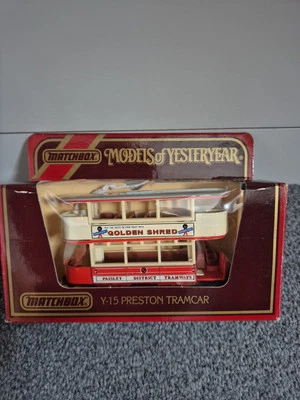 MATCHBOX
MODELS of YESTERYEAR
GOLDEN SHRED
PAISLEY DISTRICT TRAMWAYS
MATCHBOX
Y-15 PRESTON TRAMCAR